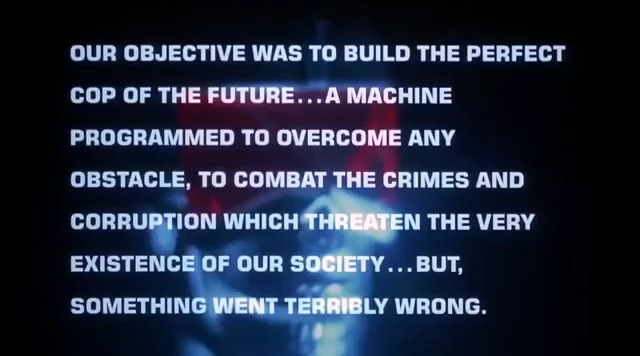 OUR OBJECTIVE WAS TO BUILD THE PERFECT
COP OF THE FUTURE...A MACHINE
PROGRAMMED TO OVERCOME ANY
OBSTACLE, TO COMBAT THE CRIMES AND
CORRUPTION WHICH THREATEN THE VERY
EXISTENCE OF OUR SOCIETY...BUT,
SOMETHING WENT TERRIBLY WRONG.